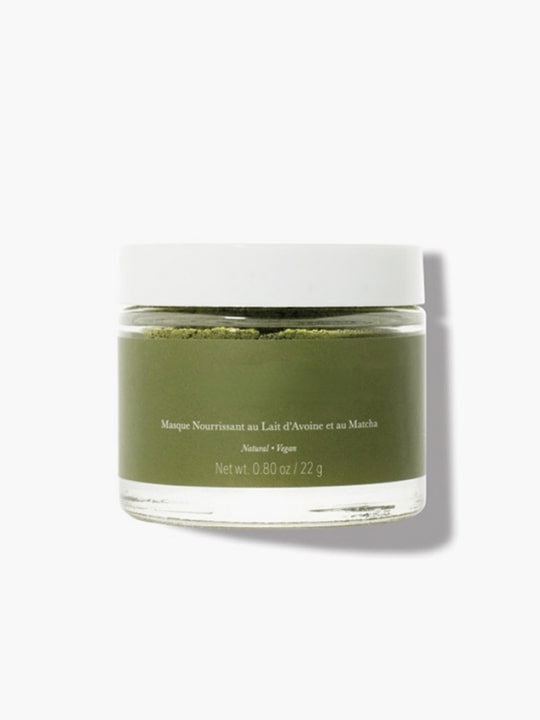 Masque Nourrissant au Lait d'Avoine et au Matcha
Natural • Vegan
Net wt. 0.80 oz / 22 g